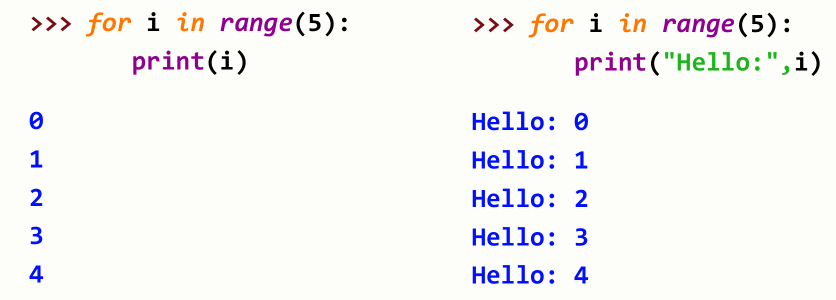 >>> for i in range(5):
        print(i)
0
1
2
3
4
>>> for i in range(5):
        print("Hello:",i)
Hello: 0
Hello: 1
Hello: 2
Hello: 3
Hello: 4